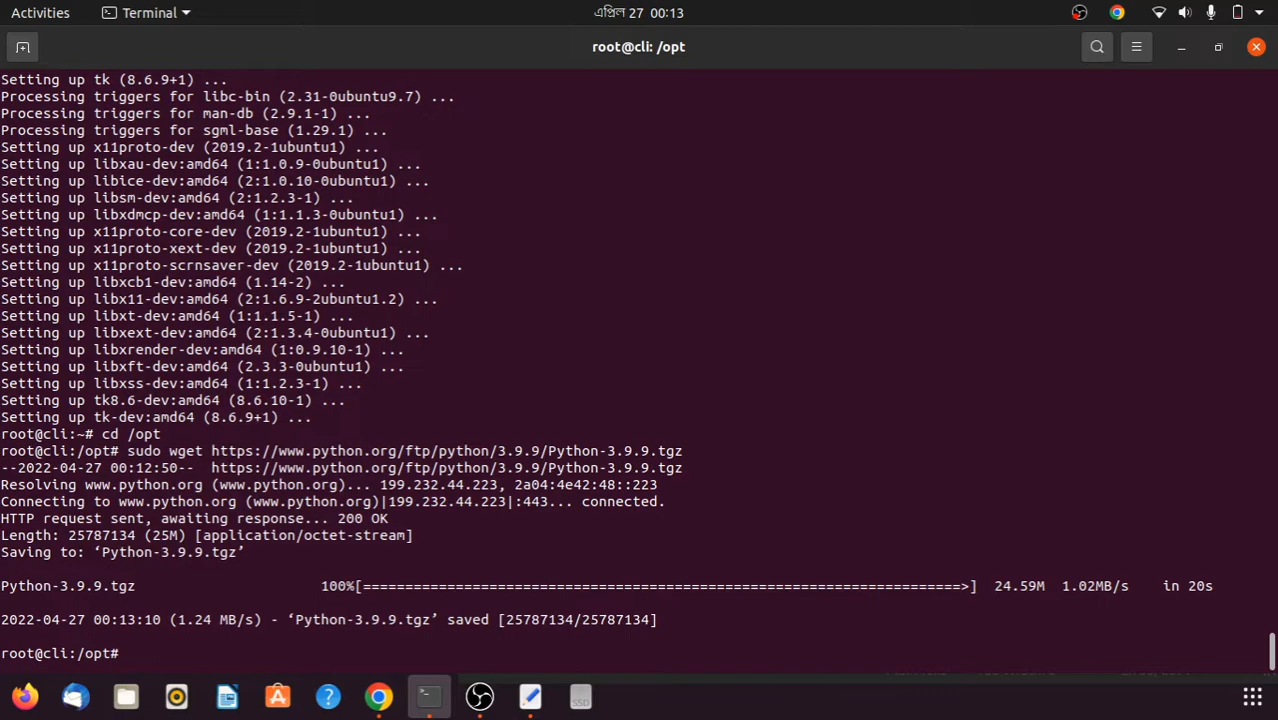 Activities
Terminal
এপ্রিল 27 00:13
root@cli: /opt
Setting up tk (8.6.9+1) ...
Processing triggers for libc-bin (2.31-0ubuntu9.7) ...
Processing triggers for man-db (2.9.1-1) ...
Processing triggers for sgml-base (1.29.1) ...
Setting up x11proto-dev (2019.2-1ubuntu1) ...
Setting up libxau-dev:amd64 (1:1.0.9-0ubuntu1) ...
Setting up libice-dev:amd64 (2:1.0.10-0ubuntu1) ...
Setting up libsm-dev:amd64 (2:1.2.3-1) ...
Setting up libxdmcp-dev:amd64 (1:1.1.3-0ubuntu1) ...
Setting up x11proto-core-dev (2019.2-1ubuntu1) ...
Setting up x11proto-xext-dev (2019.2-1ubuntu1) ...
Setting up x11proto-scrnsaver-dev (2019.2-1ubuntu1) ...
Setting up libxcb1-dev:amd64 (1.14-2) ...
Setting up libx11-dev:amd64 (2:1.6.9-2ubuntu1.2) ...
Setting up libxt-dev:amd64 (1:1.1.5-1) ...
Setting up libxext-dev:amd64 (2:1.3.4-0ubuntu1) ...
Setting up libxrender-dev:amd64 (1:0.9.10-1) ...
Setting up libxft-dev:amd64 (2.3.3-0ubuntu1) ...
Setting up libxss-dev:amd64 (1:1.2.3-1) ...
Setting up tk8.6-dev:amd64 (8.6.10-1) ...
Setting up tk-dev:amd64 (8.6.9+1) ...
root@cli:~# cd /opt
root@cli:/opt# sudo wget https://www.python.org/ftp/python/3.9.9/Python-3.9.9.tgz
--2022-04-27 00:12:50--  https://www.python.org/ftp/python/3.9.9/Python-3.9.9.tgz
Resolving www.python.org (www.python.org)... 199.232.44.223, 2a04:4e42:48::223
Connecting to www.python.org (www.python.org)|199.232.44.223|:443... connected.
HTTP request sent, awaiting response... 200 OK
Length: 25787134 (25M) [application/octet-stream]
Saving to: ‘Python-3.9.9.tgz’
Python-3.9.9.tgz 100%[=======================================================================>] 24.59M 1.02MB/s in 20s
2022-04-27 00:13:10 (1.24 MB/s) - ‘Python-3.9.9.tgz’ saved [25787134/25787134]
root@cli:/opt#
SSD